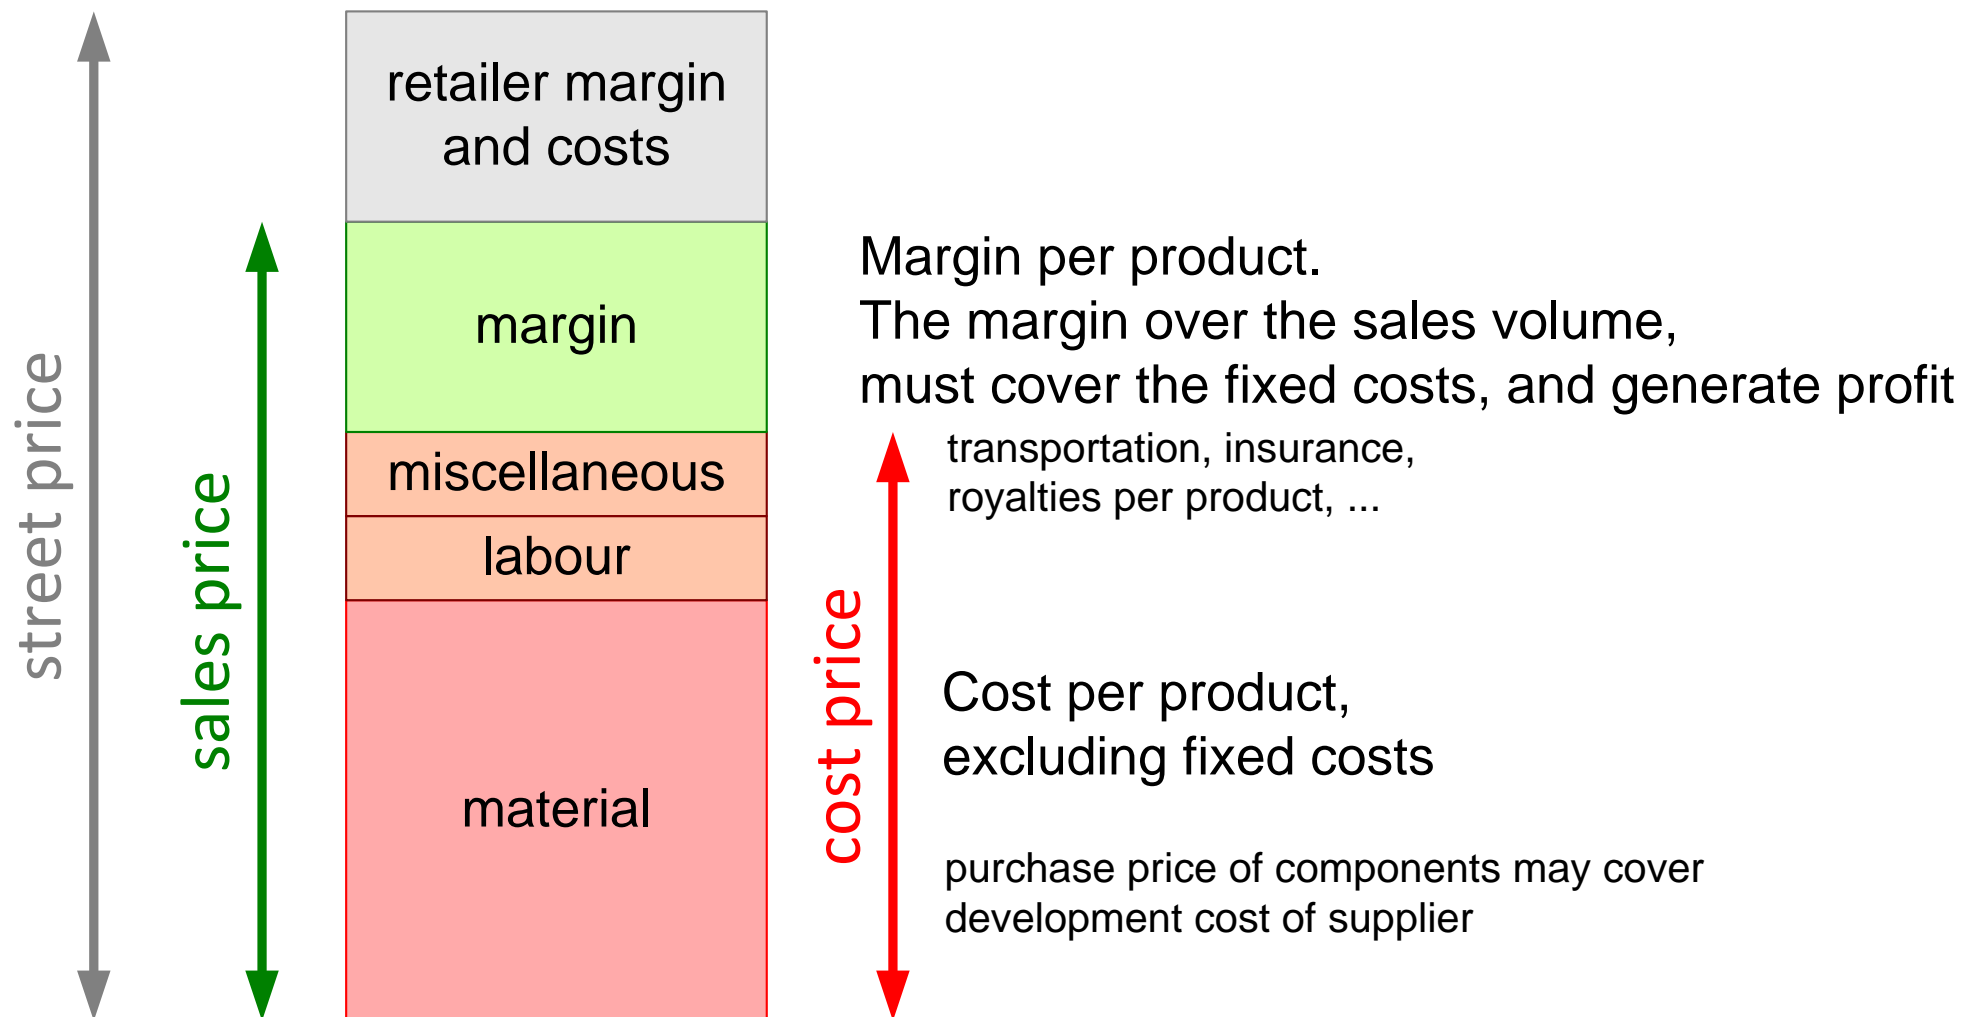 street price
sales price
retailer margin
and costs
margin
miscellaneous
labour
material
cost price
Margin per product.
The margin over the sales volume,
must cover the fixed costs, and generate profit
transportation, insurance,
royalties per product, ...
Cost per product,
excluding fixed costs
purchase price of components may cover
development cost of supplier